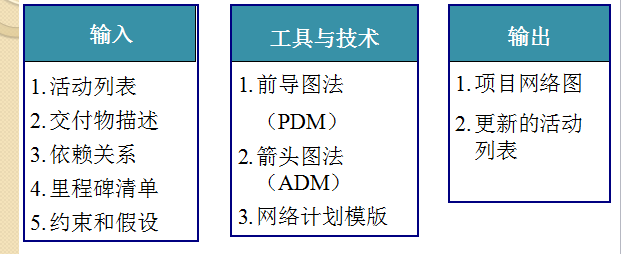 输入
1.活动列表
2.交付物描述
3.依赖关系
4.里程碑清单
5.约束和假设
工具与技术
1.前导图法
（PDM）
2.箭头图法
（ADM）
3.网络计划模版
输出
1.项目网络图
2.更新的活动
列表